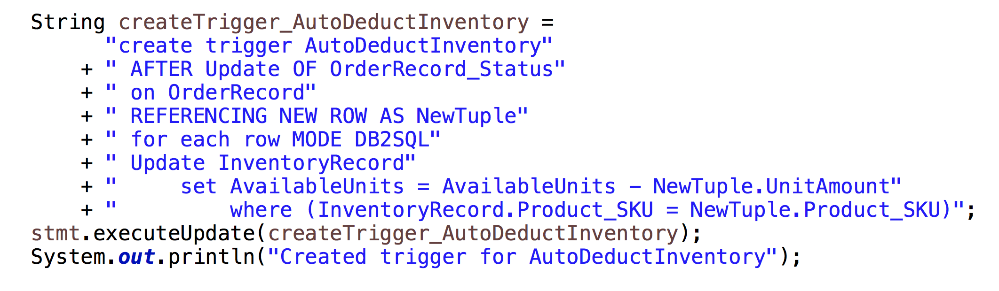 String createTrigger_AutoDeductInventory =
"create trigger AutoDeductInventory"
+ " AFTER Update OF OrderRecord_Status"
+ " on OrderRecord"
+ " REFERENCING NEW ROW AS NewTuple"
+ " for each row MODE DB2SQL"
+ " Update InventoryRecord"
+ "     set AvailableUnits = AvailableUnits - NewTuple.UnitAmount"
+ "         where (InventoryRecord.Product_SKU = NewTuple.Product_SKU)";
stmt.executeUpdate(createTrigger_AutoDeductInventory);
System.out.println("Created trigger for AutoDeductInventory");